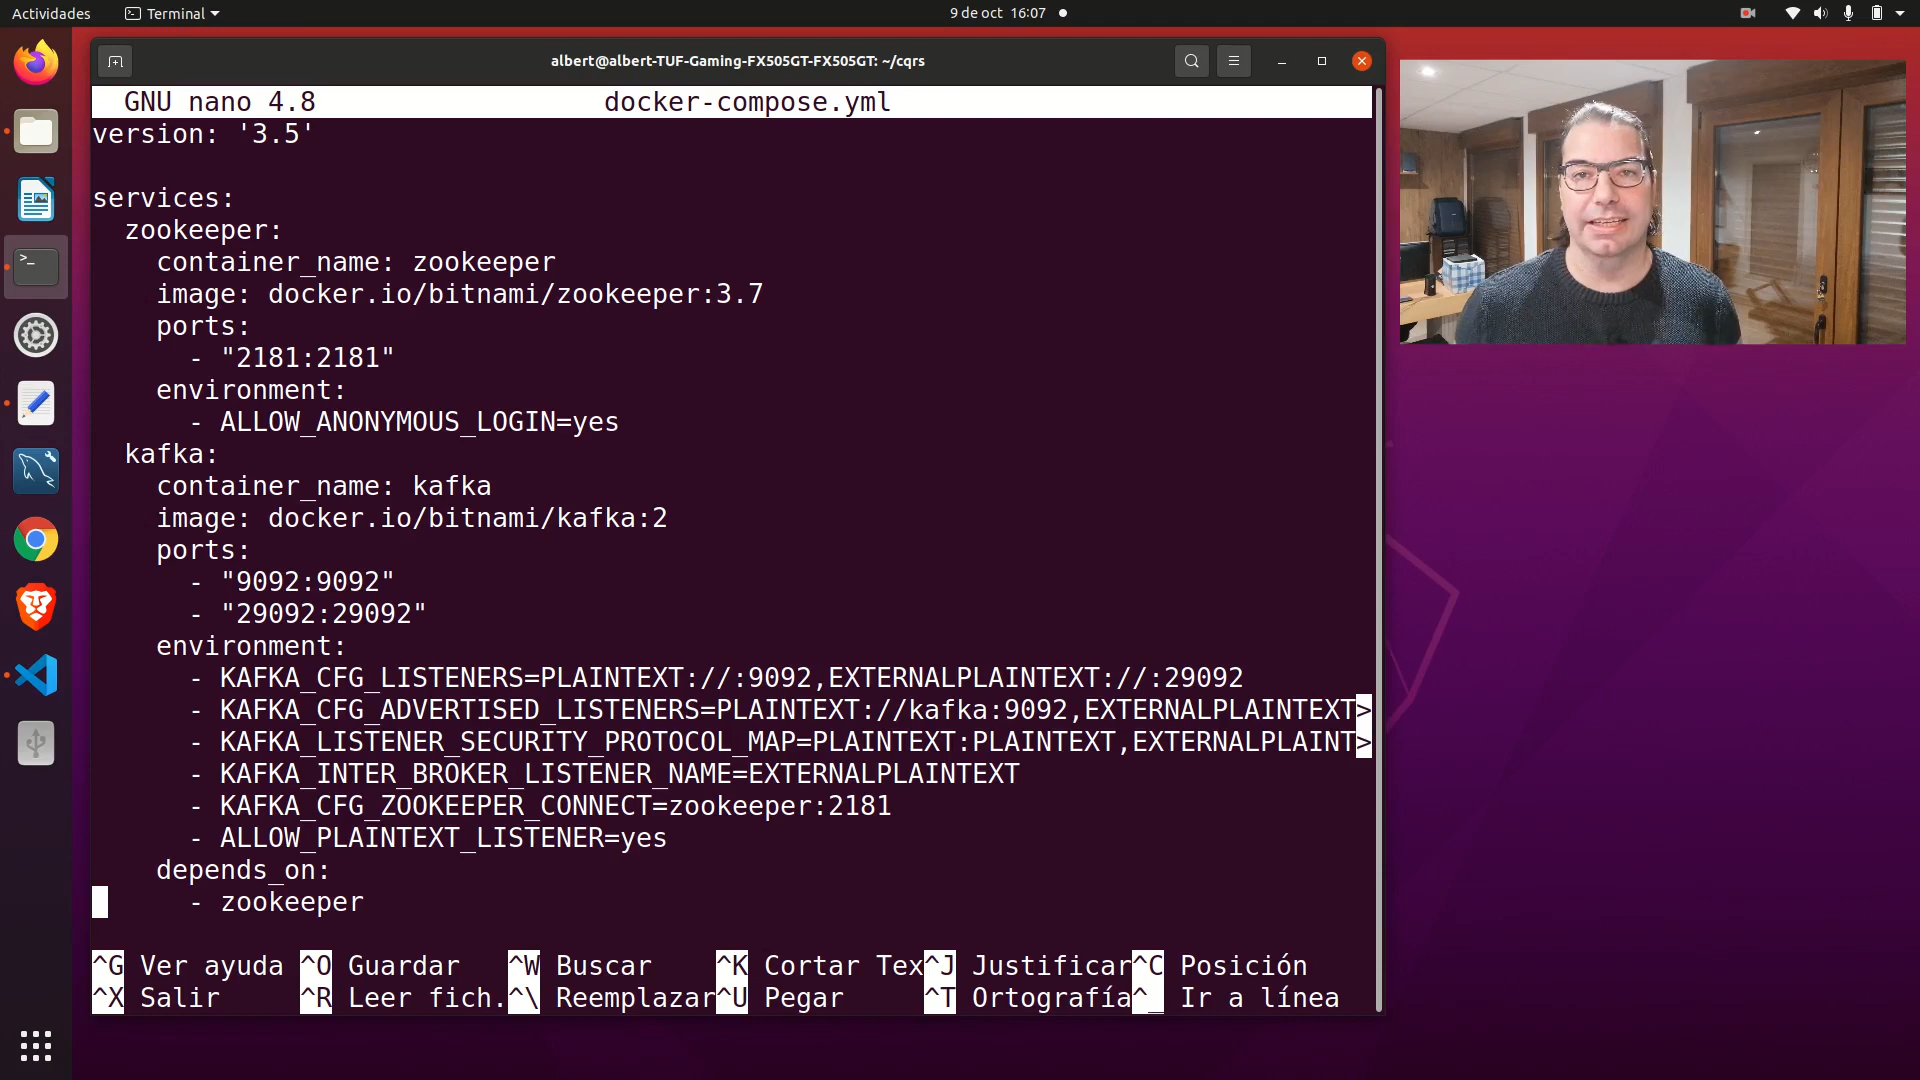 Actividades
Terminal
9 de oct 16:07
albert@albert-TUF-Gaming-FX505GT-FX505GT: ~/cqrs
GNU nano 4.8 docker-compose.yml
version: '3.5'
services:
zookeeper:
container_name: zookeeper
image: docker.io/bitnami/zookeeper:3.7
ports:
- "2181:2181"
environment:
- ALLOW_ANONYMOUS_LOGIN=yes
kafka:
container_name: kafka
image: docker.io/bitnami/kafka:2
ports:
- "9092:9092"
- "29092:29092"
environment:
- KAFKA_CFG_LISTENERS=PLAINTEXT://:9092,EXTERNALPLAINTEXT://:29092
- KAFKA_CFG_ADVERTISED_LISTENERS=PLAINTEXT://kafka:9092,EXTERNALPLAINTEXT>
- KAFKA_LISTENER_SECURITY_PROTOCOL_MAP=PLAINTEXT:PLAINTEXT,EXTERNALPLAINT>
- KAFKA_INTER_BROKER_LISTENER_NAME=EXTERNALPLAINTEXT
- KAFKA_CFG_ZOOKEEPER_CONNECT=zookeeper:2181
- ALLOW_PLAINTEXT_LISTENER=yes
depends_on:
- zookeeper
^G Ver ayuda ^O Guardar ^W Buscar ^K Cortar Tex^J Justificar^C Posición
^X Salir ^R Leer fich.^\ Reemplazar^U Pegar ^T Ortografía^_ Ir a línea